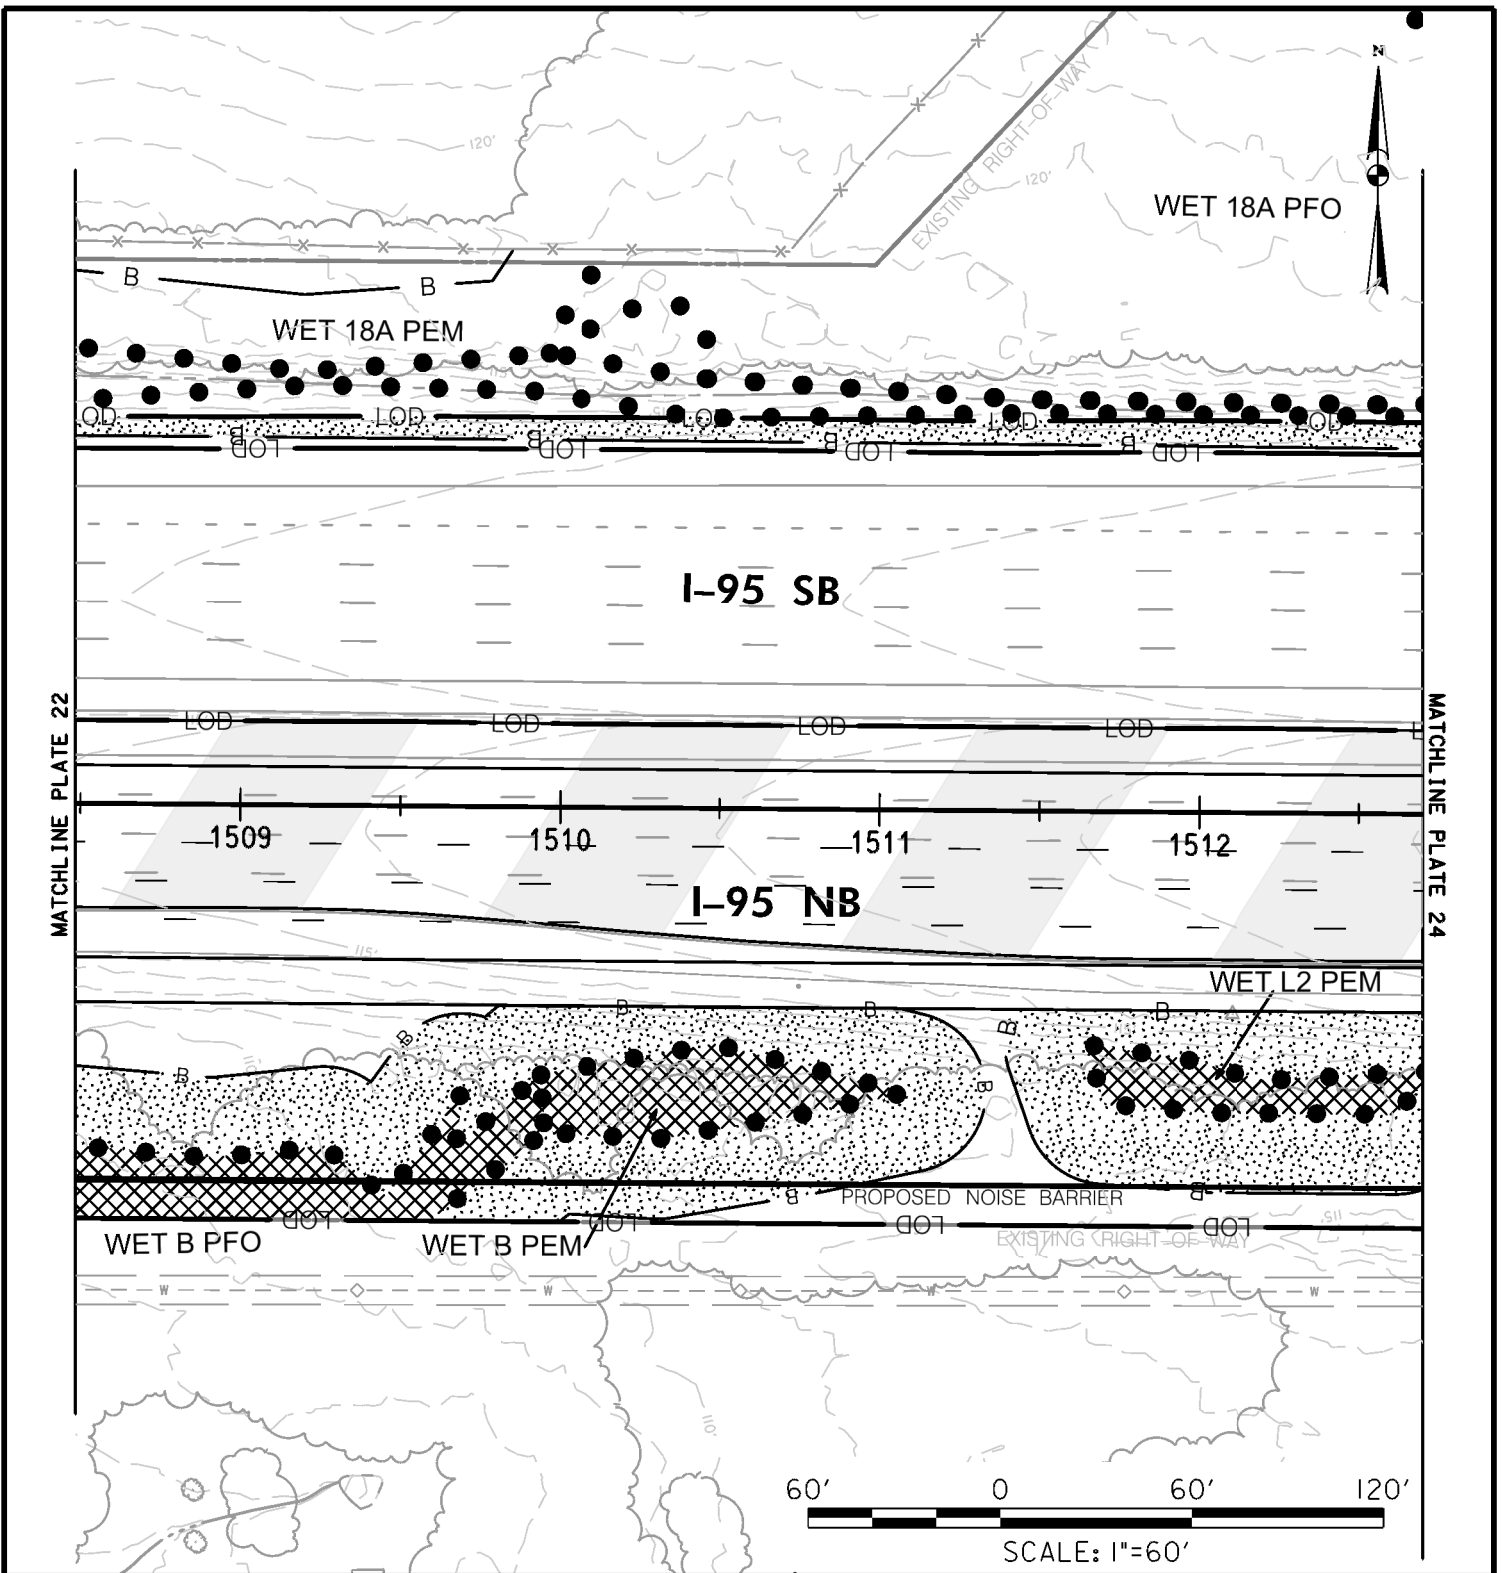 N
120'
EXISTING RIGHT-OF-WAY
120'
WET 18A PFO
B
B
WET 18A PEM
LOD
LOD
LOD
LOD
B
B
B
B
LOD
LOD
LOD
LOD
I-95 SB
MATCHLINE PLATE 22
MATCHLINE PLATE 24
LOD
LOD
LOD
LOD
1509
1510
1511
1512
I-95 NB
115'
WET L2 PEM
B
B
B
B
B
B
110'
B
B
B
PROPOSED NOISE BARRIER
LOD
LOD
LOD
LOD
115'
WET B PFO
WET B PEM
EXISTING RIGHT-OF-WAY
W
W
W
W
110'
60'
0
60'
120'
SCALE: 1"=60'